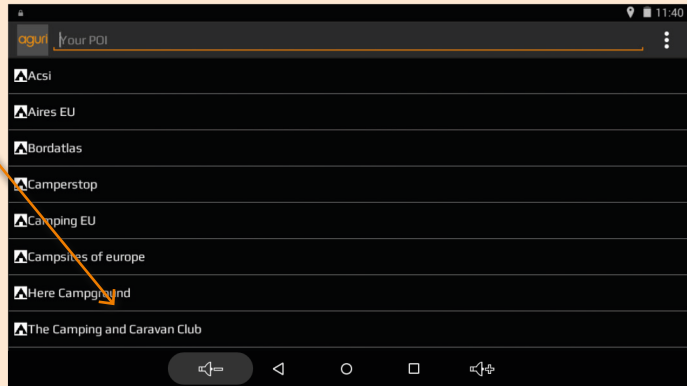 11:40
aguri Your POI
Acsi
Aires EU
Bordatlas
Camperstop
Camping EU
Campsites of europe
Here Campground
The Camping and Caravan Club